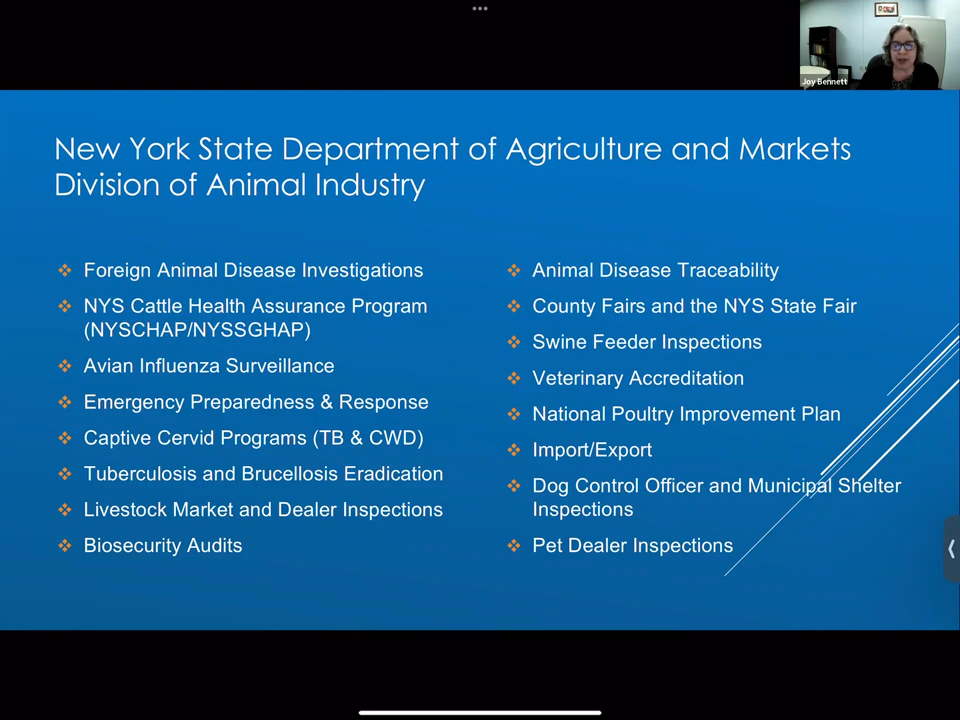 Joy Bennett
New York State Department of Agriculture and Markets
Division of Animal Industry
Foreign Animal Disease Investigations
NYS Cattle Health Assurance Program
(NYSCHAP/NYSSGHAP)
Avian Influenza Surveillance
Emergency Preparedness & Response
Captive Cervid Programs (TB & CWD)
Tuberculosis and Brucellosis Eradication
Livestock Market and Dealer Inspections
Biosecurity Audits
Animal Disease Traceability
County Fairs and the NYS State Fair
Swine Feeder Inspections
Veterinary Accreditation
National Poultry Improvement Plan
Import/Export
Dog Control Officer and Municipal Shelter
Inspections
Pet Dealer Inspections